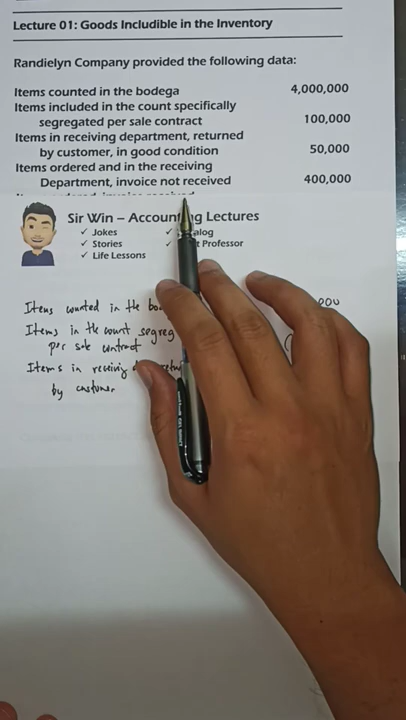 Lecture 01: Goods Includible in the Inventory
Randielyn Company provided the following data:
Items counted in the bodega 4,000,000
Items included in the count specifically
segregated per sale contract 100,000
Items in receiving department, returned
by customer, in good condition 50,000
Items ordered and in the receiving
Department, invoice not received 400,000
Sir Win – Accounting Lectures
✓ Jokes
✓ Stories Professor
✓ Life Lessons
Items counted in the
Items in the count segreg
per sale contract
Items in receiving
by customer